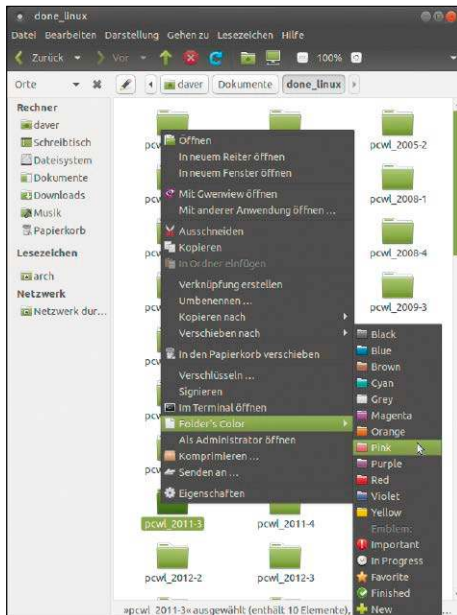 done_linux
Datei Bearbeiten Darstellung Gehen zu Lesezeichen Hilfe
Zurück Vor 100%
Orte
daver Dokumente done_linux
Rechner
daver
Schreibtisch
Dateisystem
Dokumente
Downloads
Musik
Papierkorb
Lesezeichen
arch
Netzwerk
Netzwerk dur...
pcwl_2005-2
pcwl_2008-1
pcwl_2008-4
pcwl_2009-3
Öffnen
In neuem Reiter öffnen
In neuem Fenster öffnen
Mit Gwenview öffnen
Mit anderer Anwendung öffnen ...
Ausschneiden
Kopieren
In Ordner einfügen
Verknüpfung erstellen
Umbenennen ...
Kopieren nach
Verschieben nach
In den Papierkorb verschieben
Verschlüsseln ...
Signieren
Im Terminal öffnen
Folder's Color
Als Administrator öffnen
Komprimieren ...
Senden an ...
Eigenschaften
Black
Blue
Brown
Cyan
Grey
Magenta
Orange
Pink
Purple
Red
Violet
Yellow
Emblem:
Important
In Progress
Favorite
Finished
New
pcwl_2011-3 pcwl_2011-4
pcwl_2012-2 pcwl_2012-3
»pcwl_2011-3« ausgewählt (enthält 10 Elemente),